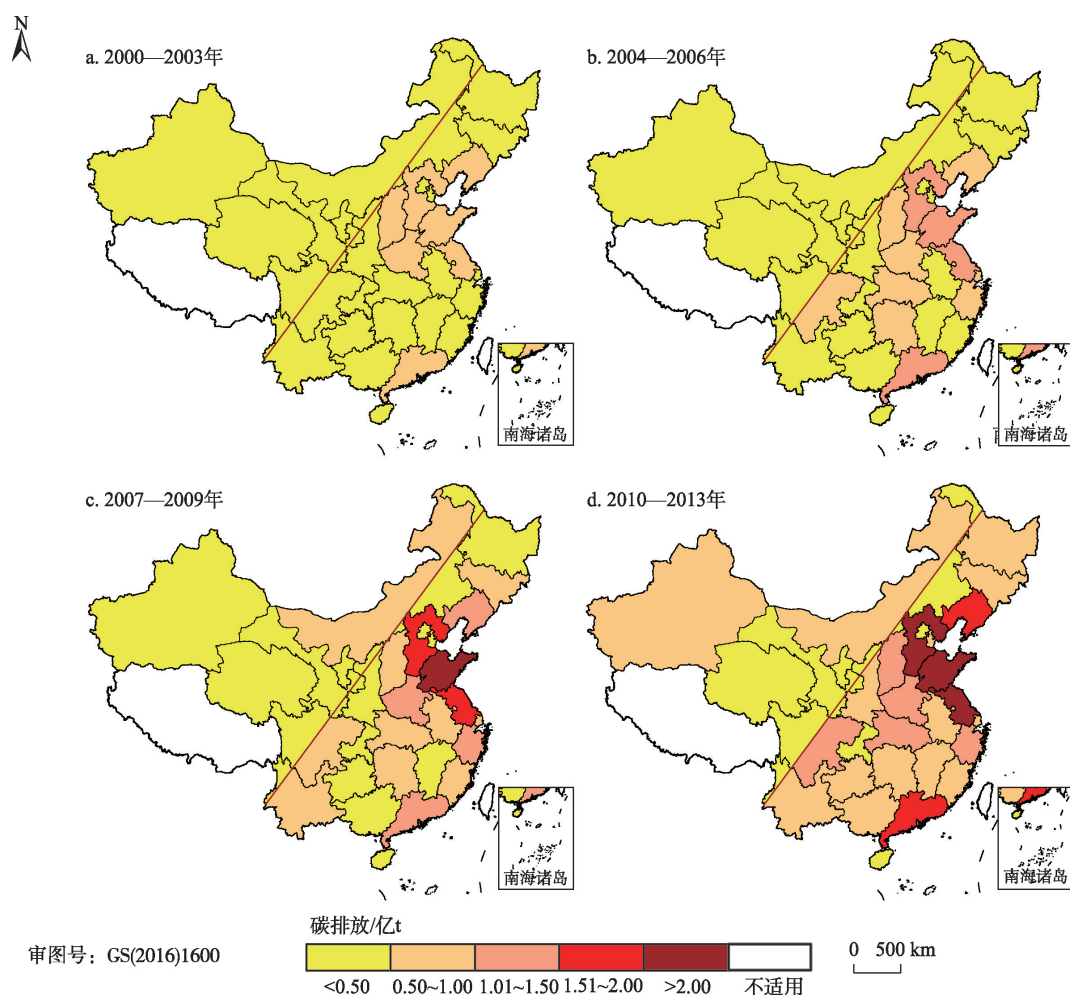 N
a. 2000—2003年
b. 2004—2006年
南海诸岛
南海诸岛
c. 2007—2009年
d. 2010—2013年
南海诸岛
南海诸岛
碳排放/亿t
审图号：GS(2016)1600
<0.50 0.50~1.00 1.01~1.50 1.51~2.00 >2.00 不适用
0 500 km